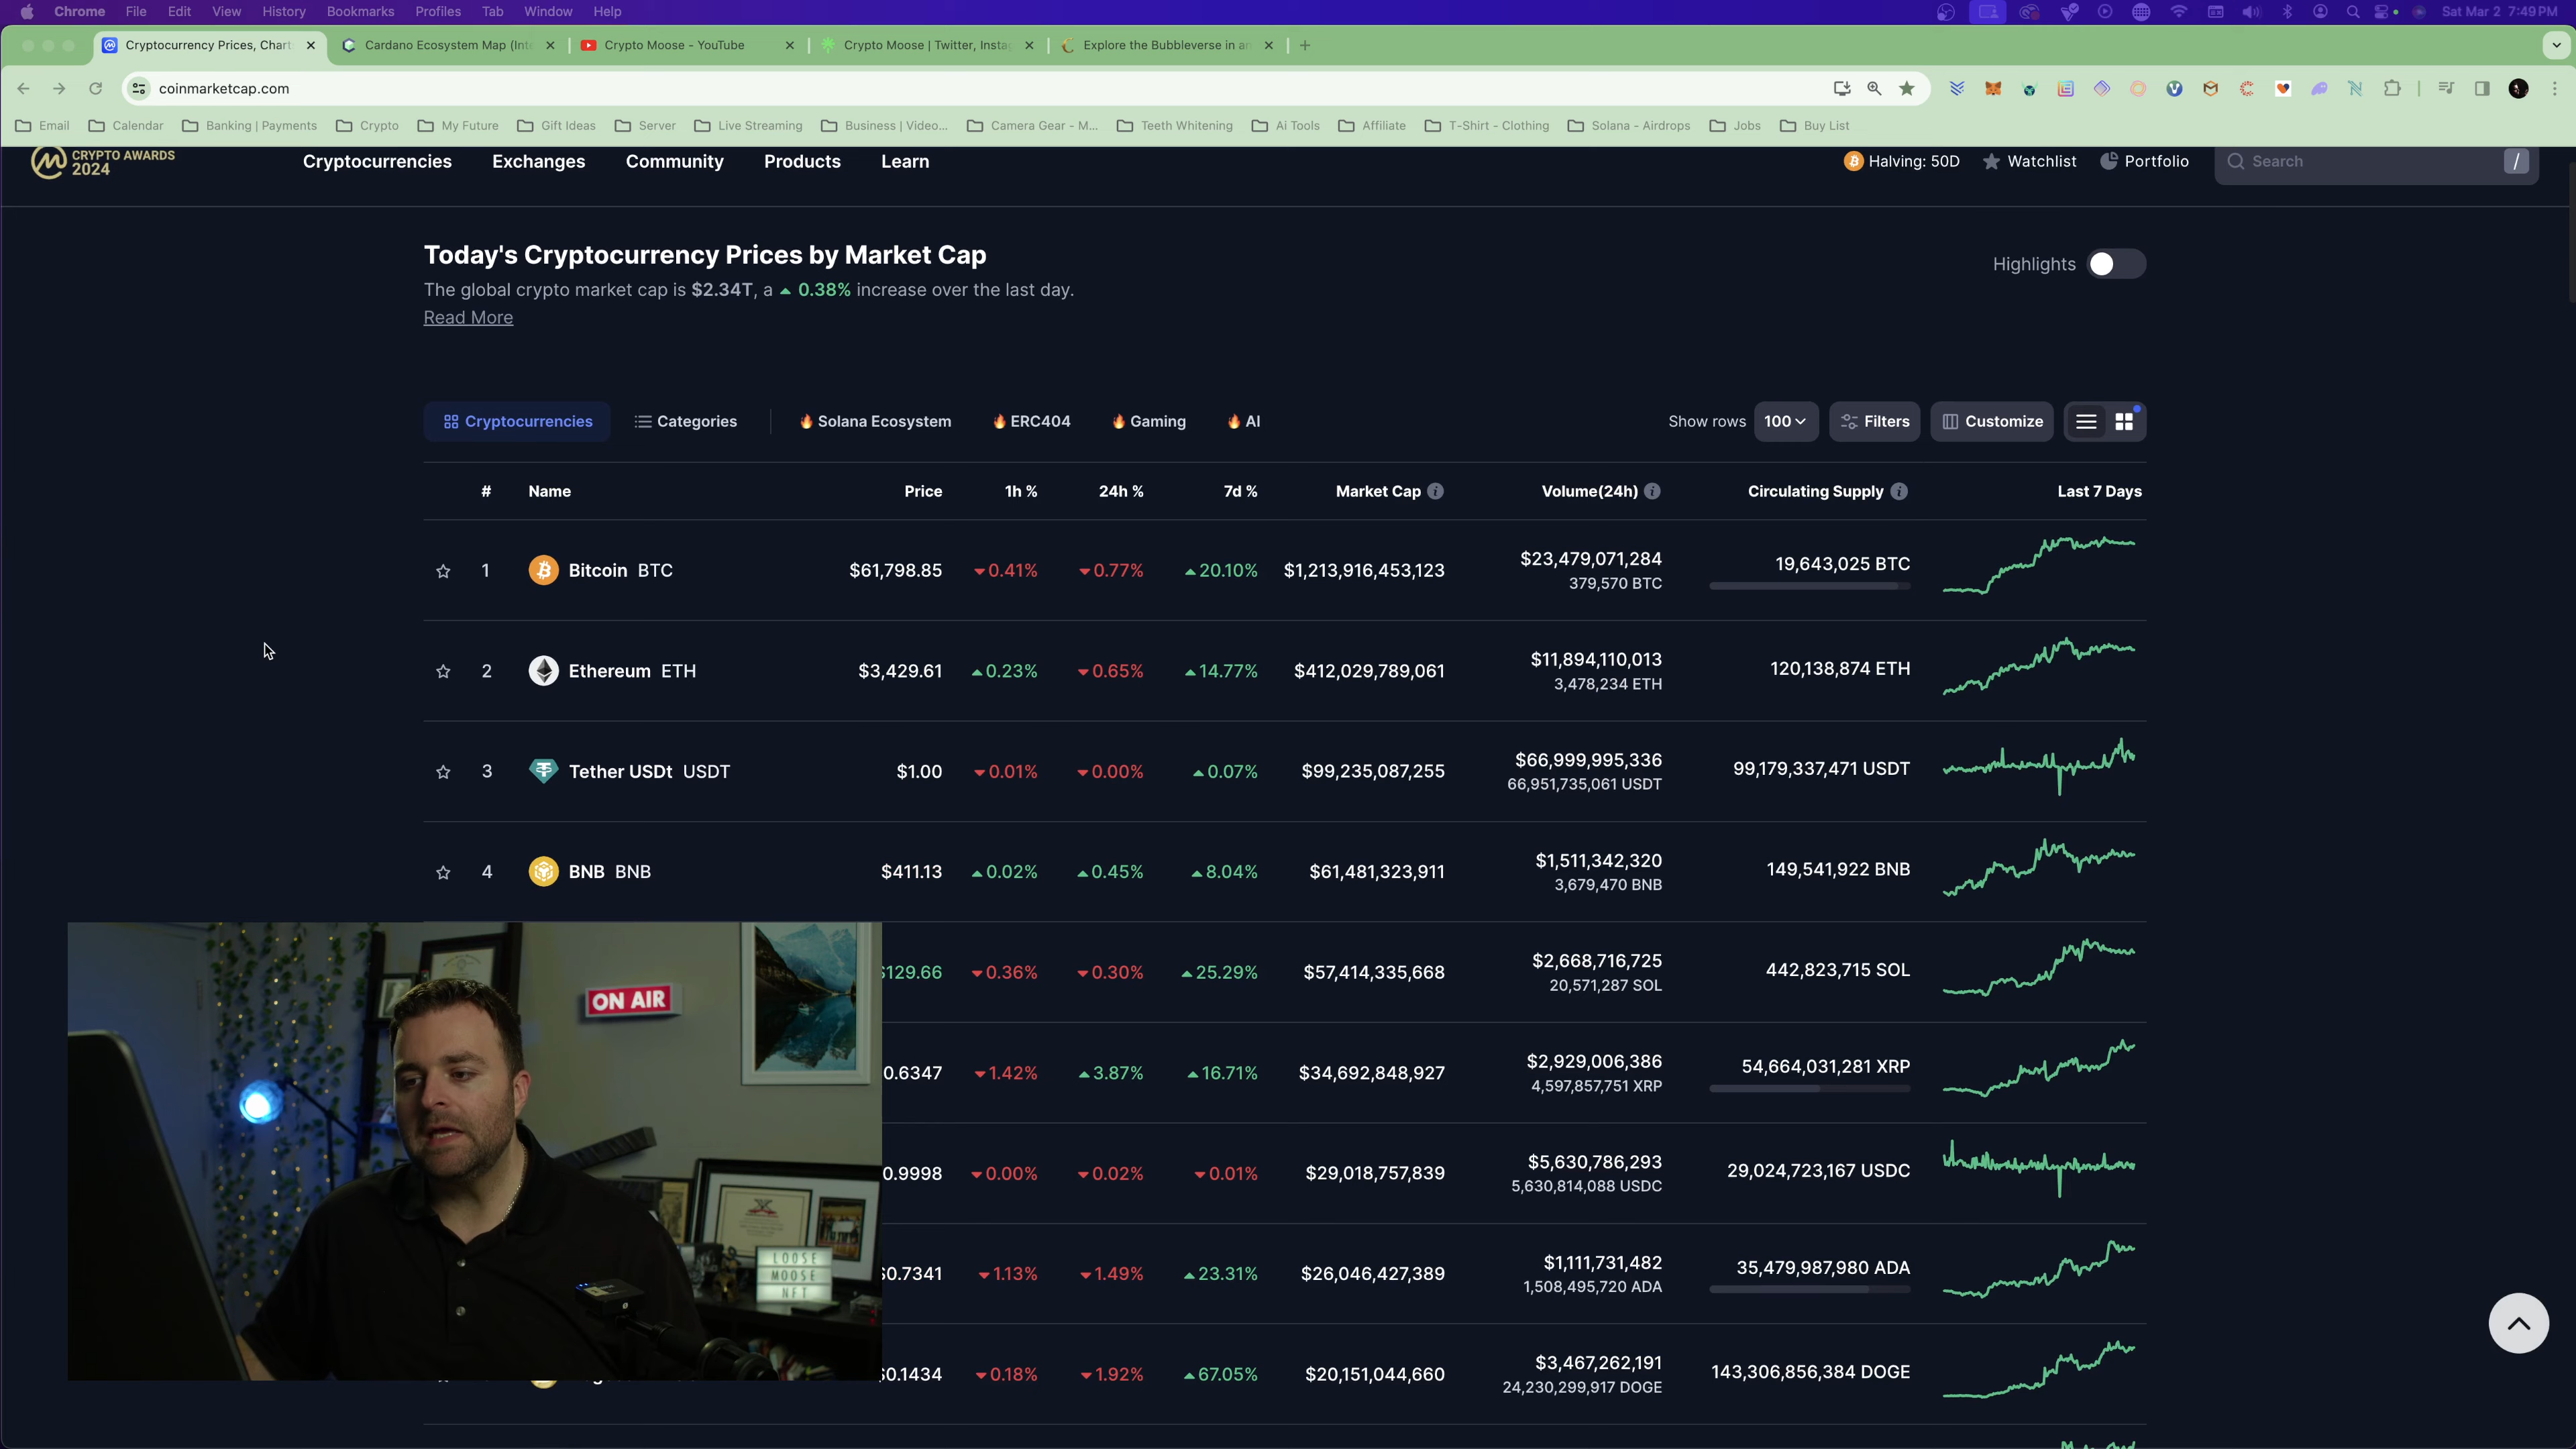 Chrome File Edit View History Bookmarks Profiles Tab Window Help Sat Mar 2 7:49 PM
Cryptocurrency Prices, Chart Cardano Ecosystem Map (Inte Crypto Moose - YouTube Crypto Moose | Twitter, Insta Explore the Bubbleverse in an
coinmarketcap.com
Email Calendar Banking | Payments Crypto My Future Gift Ideas Server Live Streaming Business | Video... Camera Gear - M... Teeth Whitening Ai Tools Affiliate T-Shirt - Clothing Solana - Airdrops Jobs Buy List
CRYPTO AWARDS
2024
Cryptocurrencies Exchanges Community Products Learn Halving: 50D Watchlist Portfolio Search /
Today's Cryptocurrency Prices by Market Cap
Highlights
The global crypto market cap is $2.34T, a ▲ 0.38% increase over the last day.
Read More
Cryptocurrencies Categories Solana Ecosystem ERC404 Gaming AI Show rows 100 Filters Customize
# Name Price 1h % 24h % 7d % Market Cap Volume(24h) Circulating Supply Last 7 Days
1 Bitcoin BTC $61,798.85 ▼0.41% ▼0.77% ▲20.10% $1,213,916,453,123 $23,479,071,284 19,643,025 BTC
379,570 BTC
2 Ethereum ETH $3,429.61 ▲0.23% ▼0.65% ▲14.77% $412,029,789,061 $11,894,110,013 120,138,874 ETH
3,478,234 ETH
3 Tether USDt USDT $1.00 ▼0.01% ▼0.00% ▲0.07% $99,235,087,255 $66,999,995,336 99,179,337,471 USDT
66,951,735,061 USDT
4 BNB BNB $411.13 ▲0.02% ▲0.45% ▲8.04% $61,481,323,911 $1,511,342,320 149,541,922 BNB
3,679,470 BNB
$129.66 ▼0.36% ▼0.30% ▲25.29% $57,414,335,668 $2,668,716,725 442,823,715 SOL
20,571,287 SOL
0.6347 ▼1.42% ▲3.87% ▲16.71% $34,692,848,927 $2,929,006,386 54,664,031,281 XRP
4,597,857,751 XRP
0.9998 ▼0.00% ▼0.02% ▼0.01% $29,018,757,839 $5,630,786,293 29,024,723,167 USDC
5,630,814,088 USDC
$0.7341 ▼1.13% ▼1.49% ▲23.31% $26,046,427,389 $1,111,731,482 35,479,987,980 ADA
1,508,495,720 ADA
$0.1434 ▼0.18% ▼1.92% ▲67.05% $20,151,044,660 $3,467,262,191 143,306,856,384 DOGE
24,230,299,917 DOGE
ON AIR
LOOSE
MOOSE
NFT